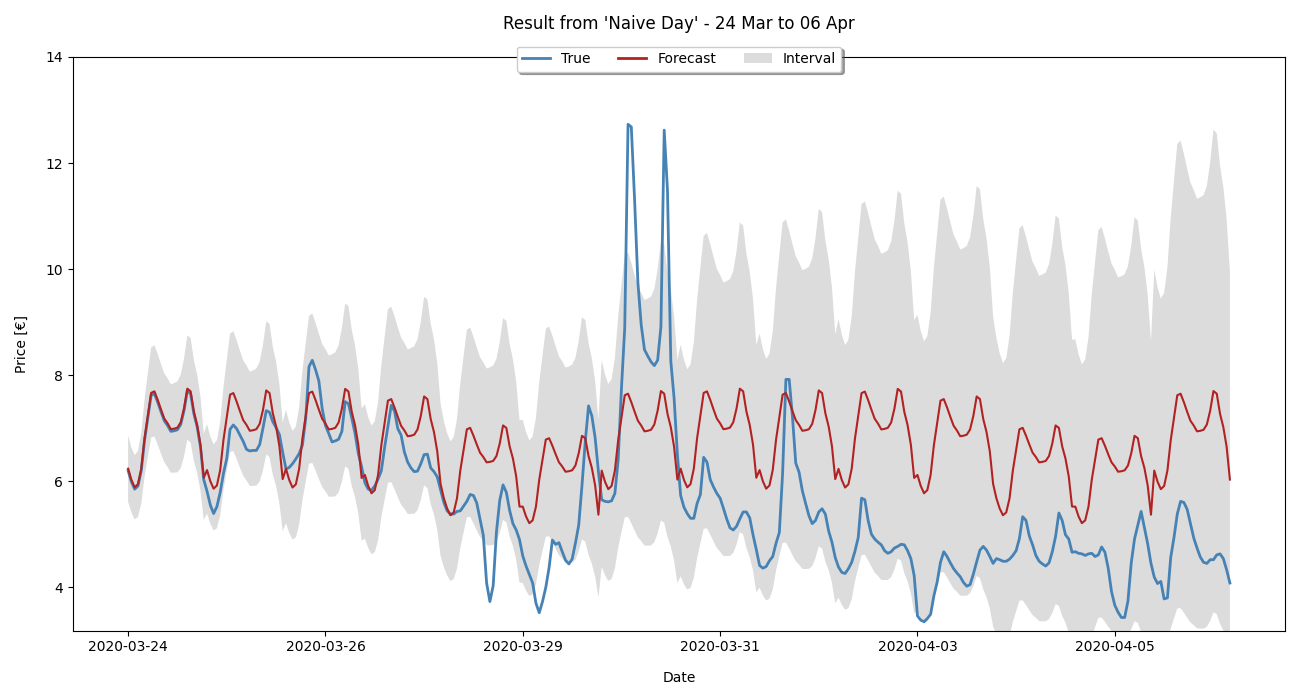 Result from 'Naive Day' - 24 Mar to 06 Apr
True Forecast Interval
14
12
10
8
6
4
Price [€]
2020-03-24 2020-03-26 2020-03-29 2020-03-31 2020-04-03 2020-04-05
Date